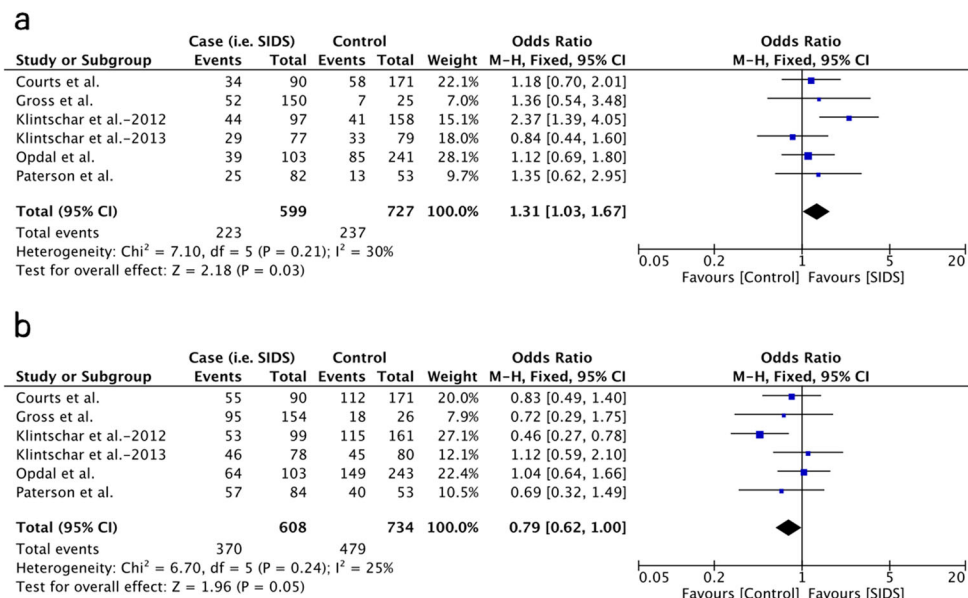 a
Case (i.e. SIDS) Control Odds Ratio Odds Ratio
Study or Subgroup Events Total Events Total Weight M-H, Fixed, 95% CI M-H, Fixed, 95% CI
Courts et al. 34 90 58 171 22.1% 1.18 [0.70, 2.01]
Gross et al. 52 150 7 25 7.0% 1.36 [0.54, 3.48]
Klintschar et al.-2012 44 97 41 158 15.1% 2.37 [1.39, 4.05]
Klintschar et al.-2013 29 77 33 79 18.0% 0.84 [0.44, 1.60]
Opdal et al. 39 103 85 241 28.1% 1.12 [0.69, 1.80]
Paterson et al. 25 82 13 53 9.7% 1.35 [0.62, 2.95]
Total (95% CI) 599 727 100.0% 1.31 [1.03, 1.67]
Total events 223 237
Heterogeneity: Chi² = 7.10, df = 5 (P = 0.21); I² = 30%
Test for overall effect: Z = 2.18 (P = 0.03)
0.05 0.2 1 5 20
Favours [Control] Favours [SIDS]
b
Case (i.e. SIDS) Control Odds Ratio Odds Ratio
Study or Subgroup Events Total Events Total Weight M-H, Fixed, 95% CI M-H, Fixed, 95% CI
Courts et al. 55 90 112 171 20.0% 0.83 [0.49, 1.40]
Gross et al. 95 154 18 26 7.9% 0.72 [0.29, 1.75]
Klintschar et al.-2012 53 99 115 161 27.1% 0.46 [0.27, 0.78]
Klintschar et al.-2013 46 78 45 80 12.1% 1.12 [0.59, 2.10]
Opdal et al. 64 103 149 243 22.4% 1.04 [0.64, 1.66]
Paterson et al. 57 84 40 53 10.5% 0.69 [0.32, 1.49]
Total (95% CI) 608 734 100.0% 0.79 [0.62, 1.00]
Total events 370 479
Heterogeneity: Chi² = 6.70, df = 5 (P = 0.24); I² = 25%
Test for overall effect: Z = 1.96 (P = 0.05)
0.05 0.2 1 5 20
Favours [Control] Favours [SIDS]